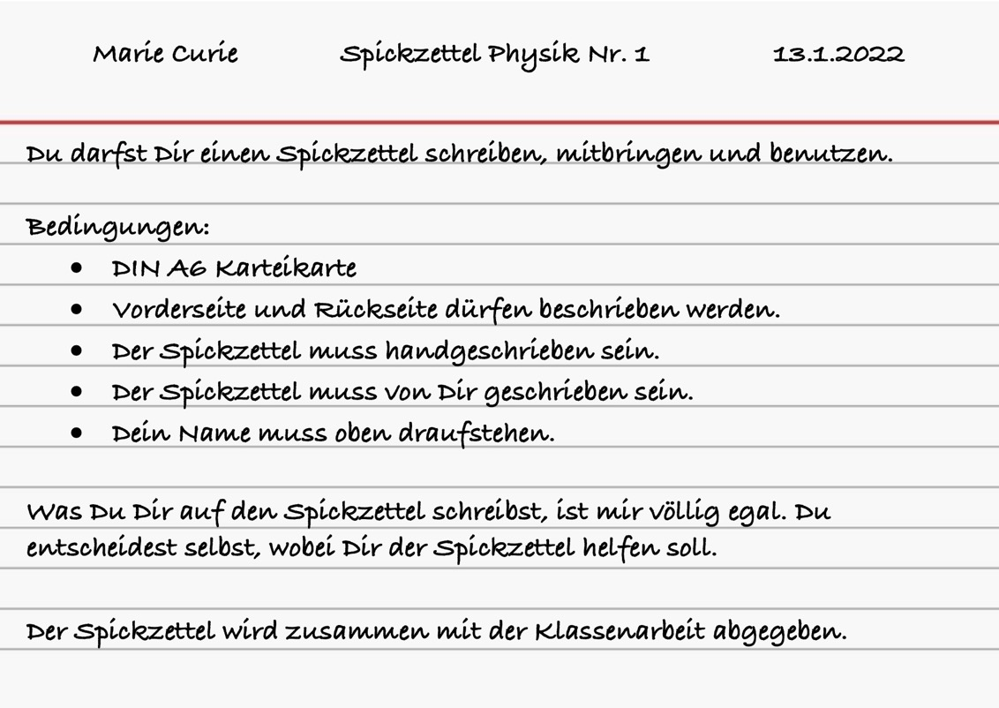 Marie Curie Spickzettel Physik Nr. 1 13.1.2022
Du darfst Dir einen Spickzettel schreiben, mitbringen und benutzen.
Bedingungen:
• DIN A6 Karteikarte
• Vorderseite und Rückseite dürfen beschrieben werden.
• Der Spickzettel muss handgeschrieben sein.
• Der Spickzettel muss von Dir geschrieben sein.
• Dein Name muss oben draufstehen.
Was Du Dir auf den Spickzettel schreibst, ist mir völlig egal. Du
entscheidest selbst, wobei Dir der Spickzettel helfen soll.
Der Spickzettel wird zusammen mit der Klassenarbeit abgegeben.